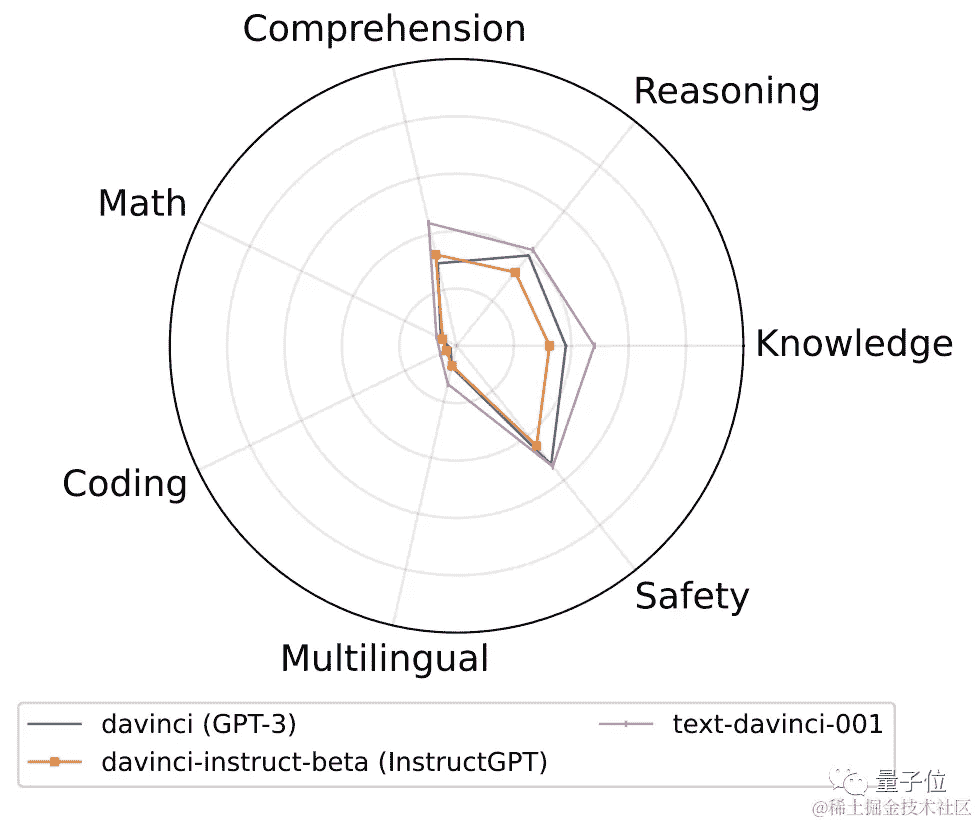 Comprehension
Reasoning
Math
Knowledge
Coding
Safety
Multilingual
davinci (GPT-3)
text-davinci-001
davinci-instruct-beta (InstructGPT)
量子位
@稀土掘金技术社区